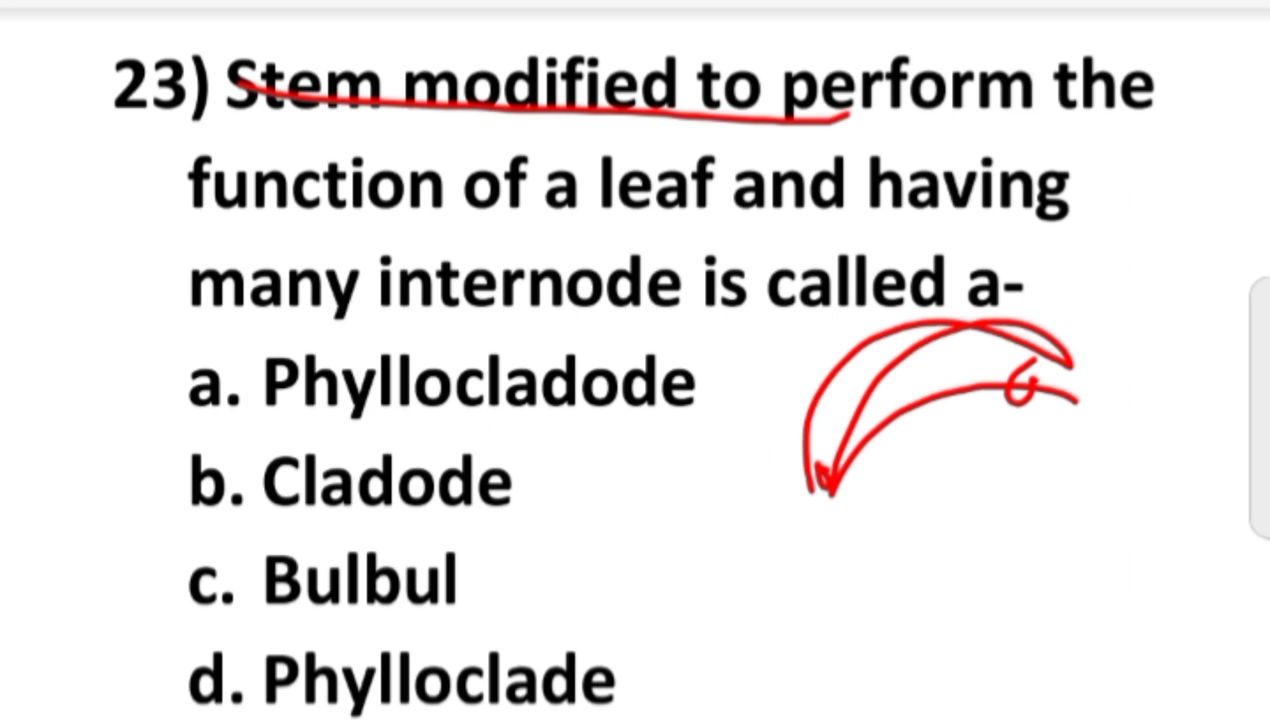 23) Stem modified to perform the
function of a leaf and having
many internode is called a-
a. Phyllocladode
b. Cladode
c. Bulbul
d. Phylloclade